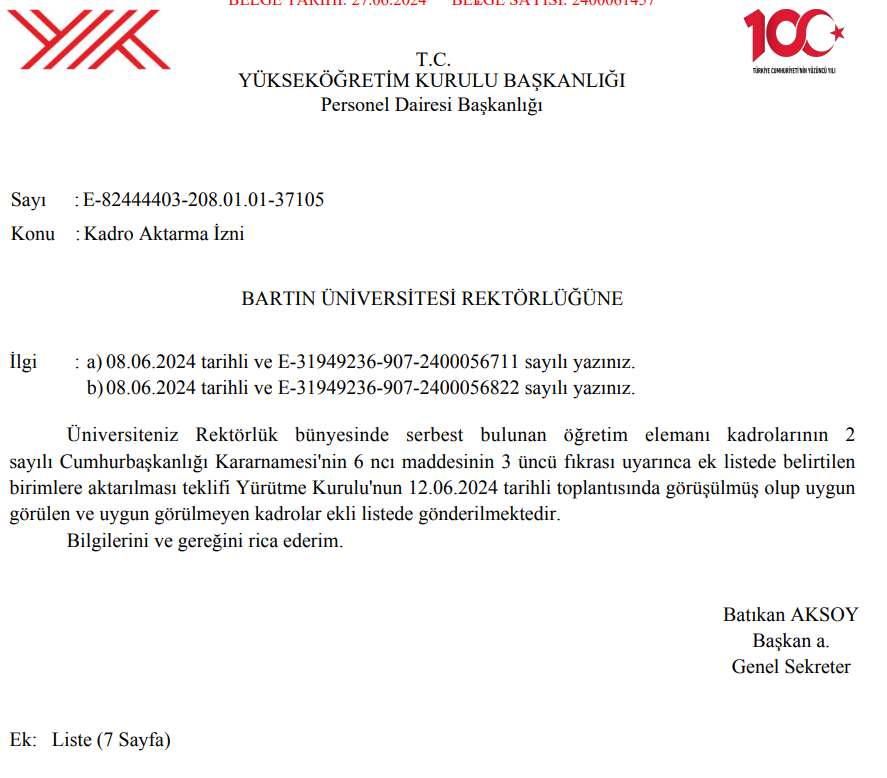 BELGE TARİHİ: 27.06.2024 BELGE SAYISI: 2400061457
100
TÜRKİYE CUMHURİYETİ'NİN YÜZÜNCÜ YILI
T.C.
YÜKSEKÖĞRETİM KURULU BAŞKANLIĞI
Personel Dairesi Başkanlığı
Sayı : E-82444403-208.01.01-37105
Konu : Kadro Aktarma İzni
BARTIN ÜNİVERSİTESİ REKTÖRLÜĞÜNE
İlgi : a) 08.06.2024 tarihli ve E-31949236-907-2400056711 sayılı yazınız.
b) 08.06.2024 tarihli ve E-31949236-907-2400056822 sayılı yazınız.
Üniversiteniz Rektörlük bünyesinde serbest bulunan öğretim elemanı kadrolarının 2
sayılı Cumhurbaşkanlığı Kararnamesi'nin 6 ncı maddesinin 3 üncü fıkrası uyarınca ek listede belirtilen
birimlere aktarılması teklifi Yürütme Kurulu'nun 12.06.2024 tarihli toplantısında görüşülmüş olup uygun
görülen ve uygun görülmeyen kadrolar ekli listede gönderilmektedir.
Bilgilerini ve gereğini rica ederim.
Batıkan AKSOY
Başkan a.
Genel Sekreter
Ek: Liste (7 Sayfa)